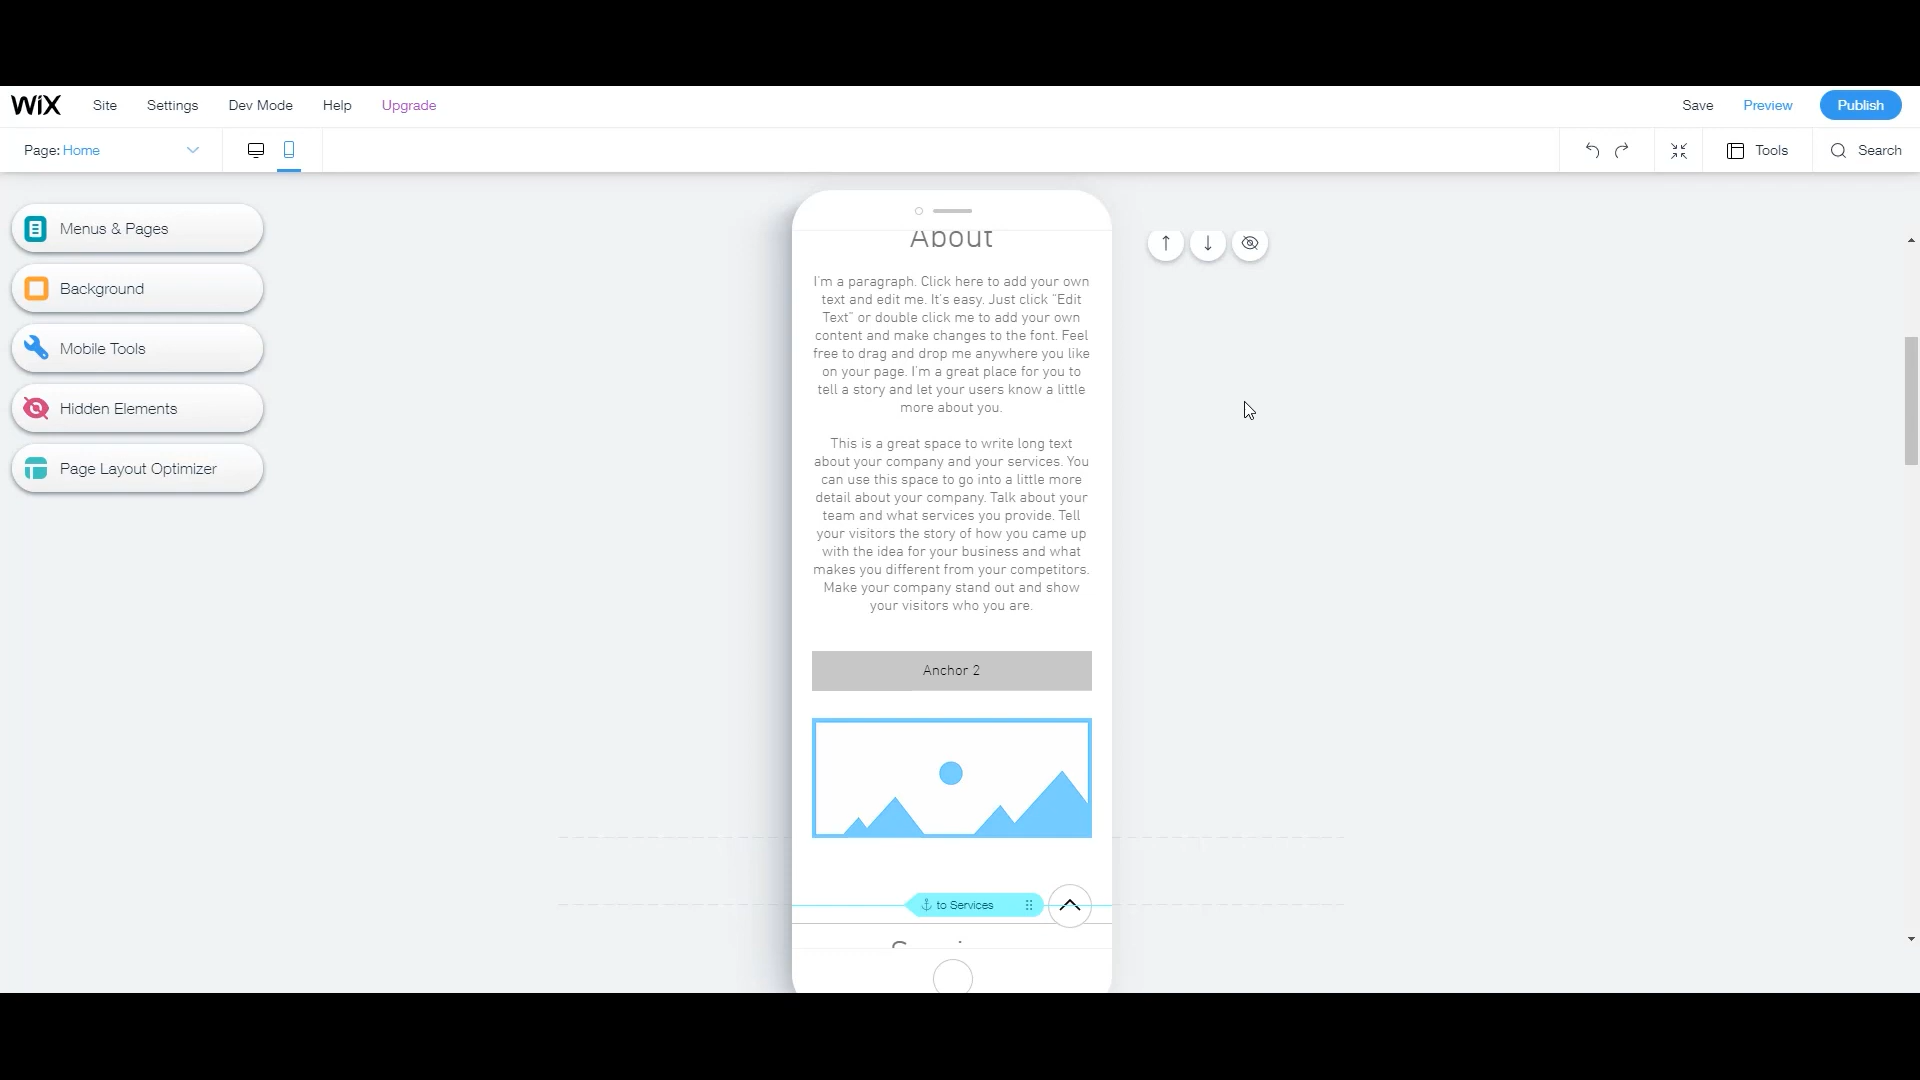 WiX Site Settings Dev Mode Help Upgrade Save Preview Publish
Page: Home Tools Search
Menus & Pages
Background
Mobile Tools
Hidden Elements
Page Layout Optimizer
About
I'm a paragraph. Click here to add your own
text and edit me. It's easy. Just click "Edit
Text" or double click me to add your own
content and make changes to the font. Feel
free to drag and drop me anywhere you like
on your page. I'm a great place for you to
tell a story and let your users know a little
more about you.
This is a great space to write long text
about your company and your services. You
can use this space to go into a little more
detail about your company. Talk about your
team and what services you provide. Tell
your visitors the story of how you came up
with the idea for your business and what
makes you different from your competitors.
Make your company stand out and show
your visitors who you are.
Anchor 2
to Services